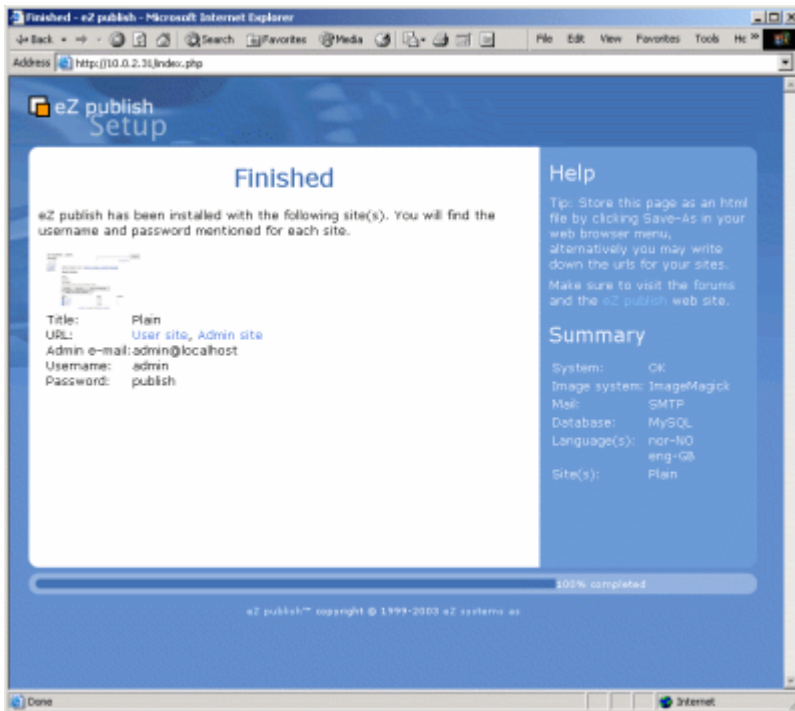 Finished - eZ publish - Microsoft Internet Explorer
Back Search Favorites Media File Edit View Favorites Tools He »
Address http://10.0.2.31/index.php
eZ publish
Setup
Finished
eZ publish has been installed with the following site(s). You will find the
username and password mentioned for each site.
Title: Plain
URL: User site, Admin site
Admin e-mail: admin@localhost
Username: admin
Password: publish
Help
Tip: Store this page as an html
file by clicking Save-As in your
web browser menu,
alternatively you may write
down the urls for your sites.
Make sure to visit the forums
and the eZ publish web site.
Summary
System: OK
Image system: ImageMagick
Mail: SMTP
Database: MySQL
Language(s): nor-NO
eng-GB
Site(s): Plain
100% completed
eZ publish™ copyright © 1999-2003 eZ systems as
Done Internet